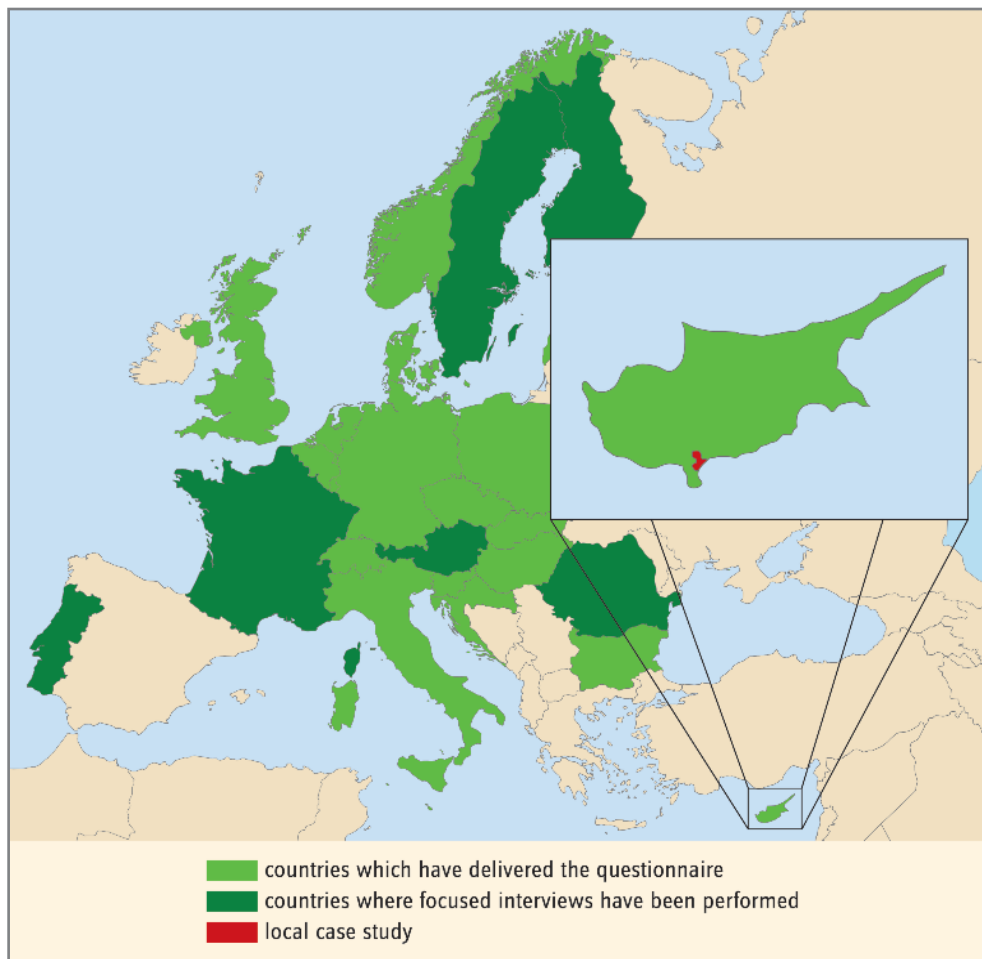 countries which have delivered the questionnaire
countries where focused interviews have been performed
local case study